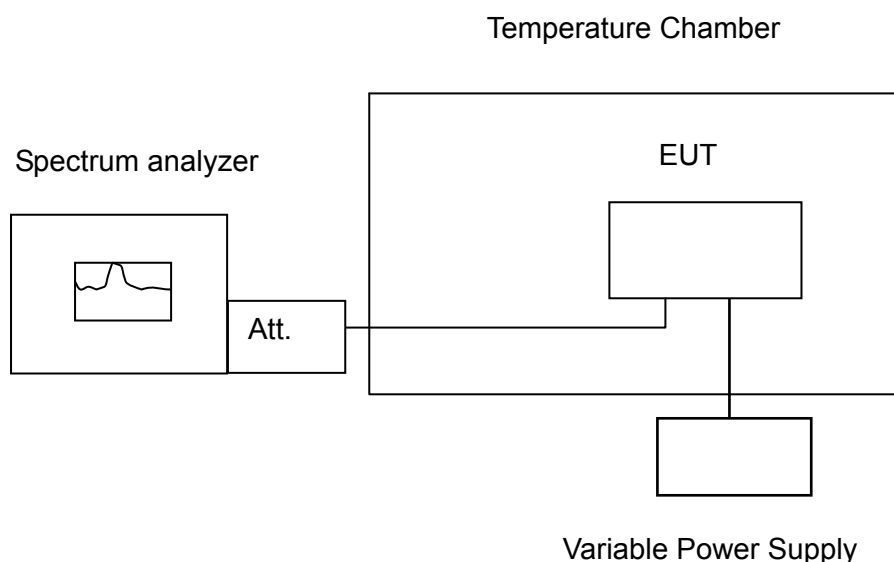 Temperature Chamber
Spectrum analyzer
EUT
Att.
Variable Power Supply